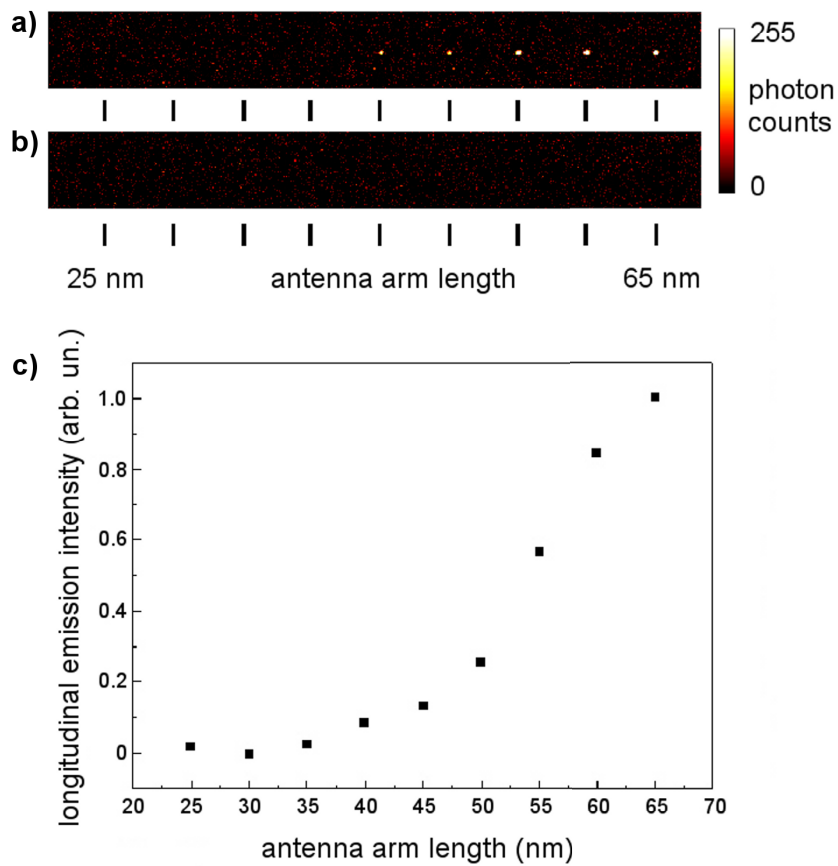 a)
255
photon
counts
0
b)
25 nm antenna arm length 65 nm
c)
longitudinal emission intensity (arb. un.)
1.0
0.8
0.6
0.4
0.2
0
20 25 30 35 40 45 50 55 60 65 70
antenna arm length (nm)